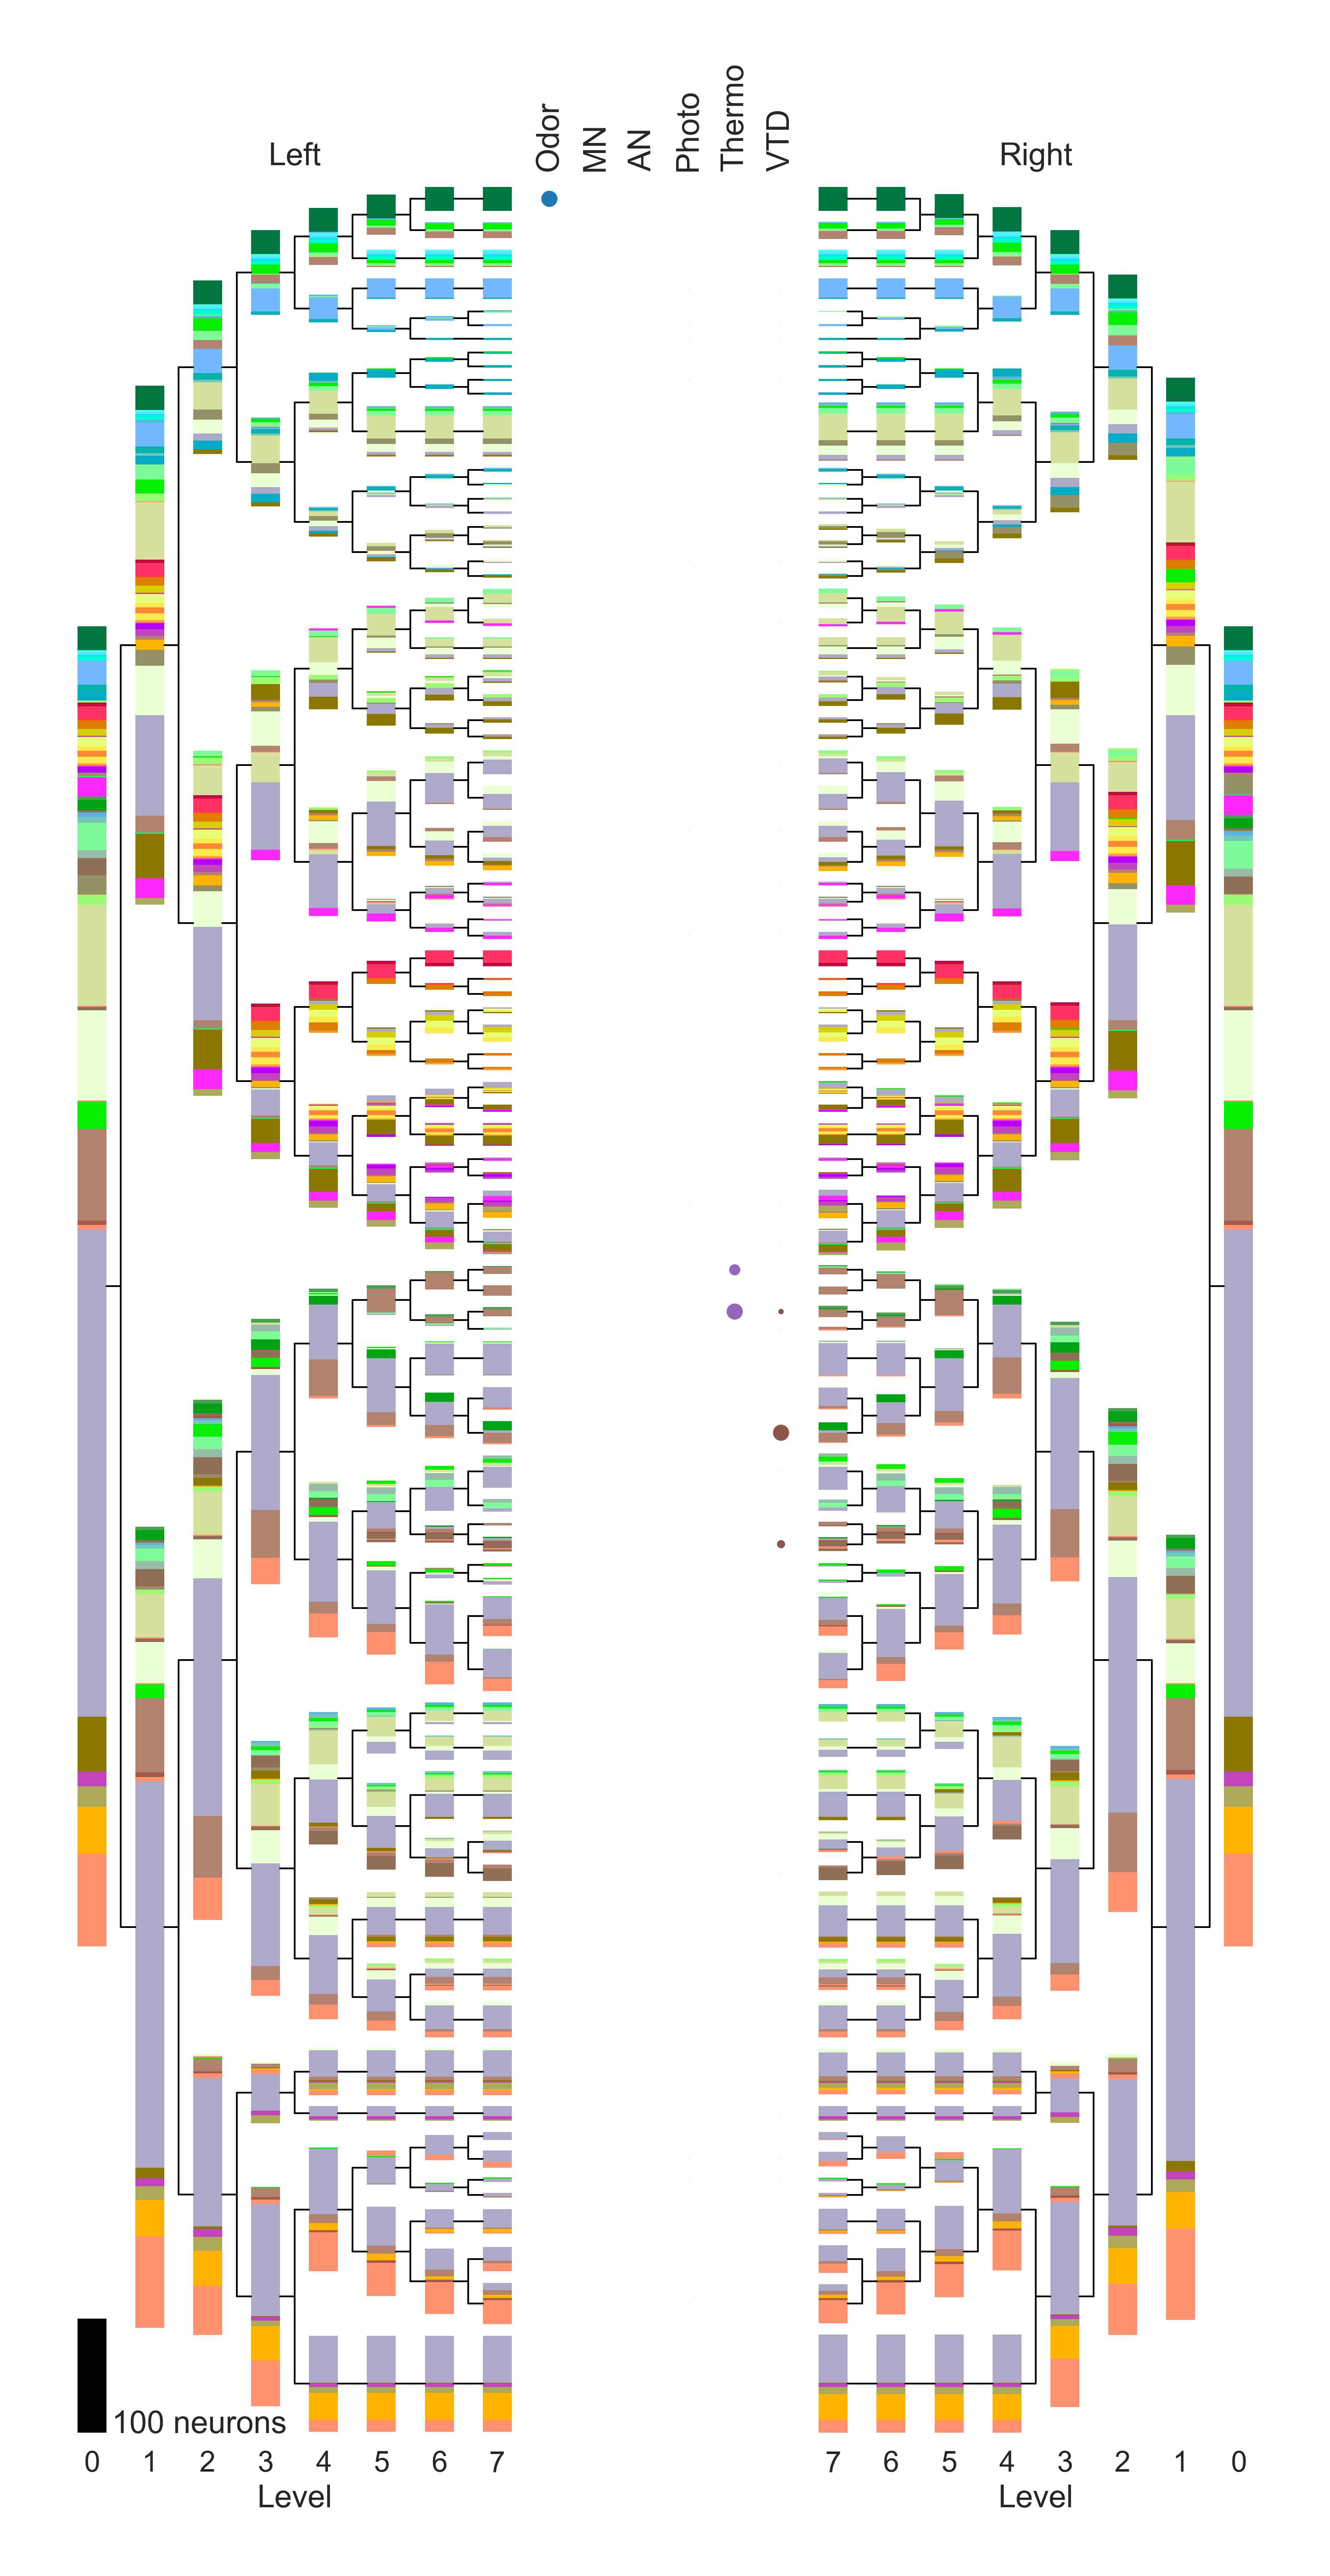 Left
Odor
MN
AN
Photo
Thermo
VTD
Right
100 neurons
0 1 2 3 4 5 6 7
7 6 5 4 3 2 1 0
Level
Level